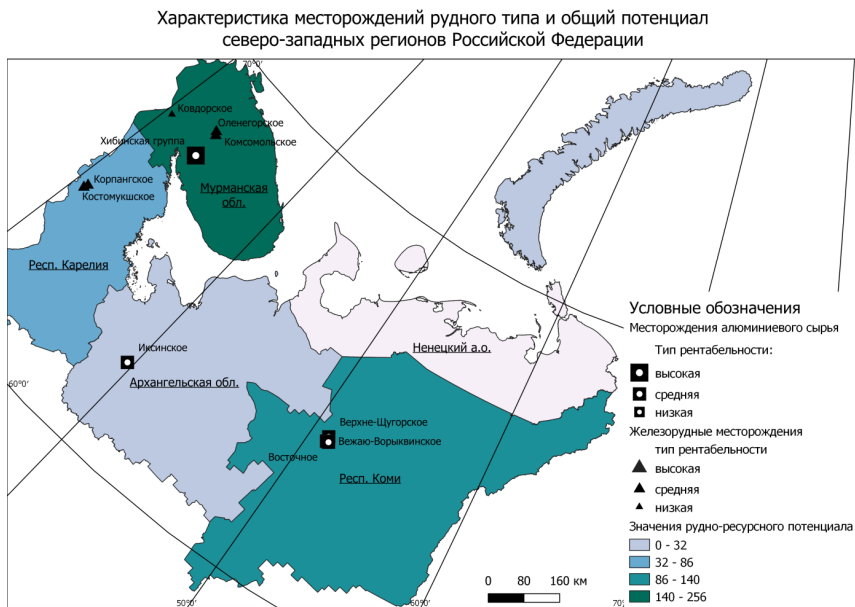 Характеристика месторождений рудного типа и общий потенциал
северо-западных регионов Российской Федерации
70°0'
Ковдорское
Оленегорское
Хибинская группа
Комсомольское
Корпангское
Костомукшское
Мурманская
обл.
Респ. Карелия
Иксинское
Ненецкий а.о.
60°0'
Архангельская обл.
Верхне-Щугорское
Вежаю-Ворыквинское
Восточное
Респ. Коми
50°0'
60°0'
70°
0 80 160 км
Условные обозначения
Месторождения алюминиевого сырья
Тип рентабельности:
высокая
средняя
низкая
Железорудные месторождения
тип рентабельности
высокая
средняя
низкая
Значения рудно-ресурсного потенциала
0 - 32
32 - 86
86 - 140
140 - 256